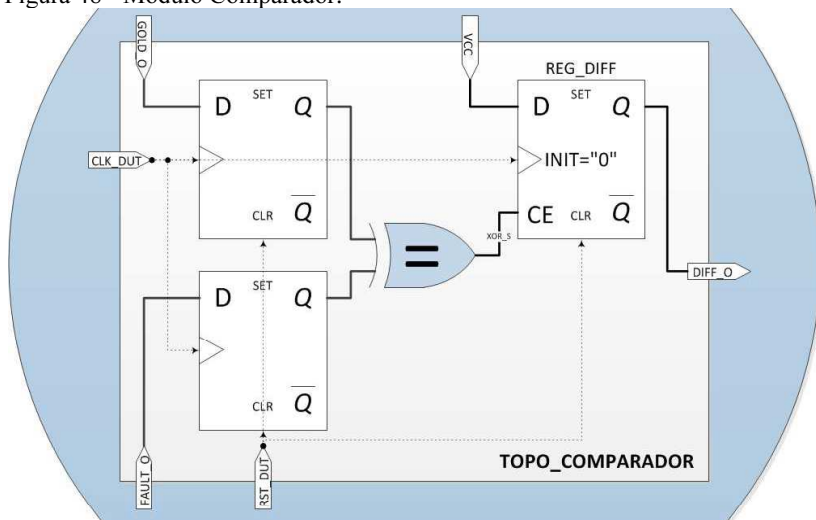 Figura 48 - Módulo Comparador.
GOLD_O
VCC
REG_DIFF
D
SET
Q
D
SET
Q
CLK_DUT
INIT="0"
CLR
Q
CE
CLR
Q
XOR_S
=
D
SET
Q
DIFF_O
CLR
Q
FAULT_O
RST_DUT
TOPO_COMPARADOR